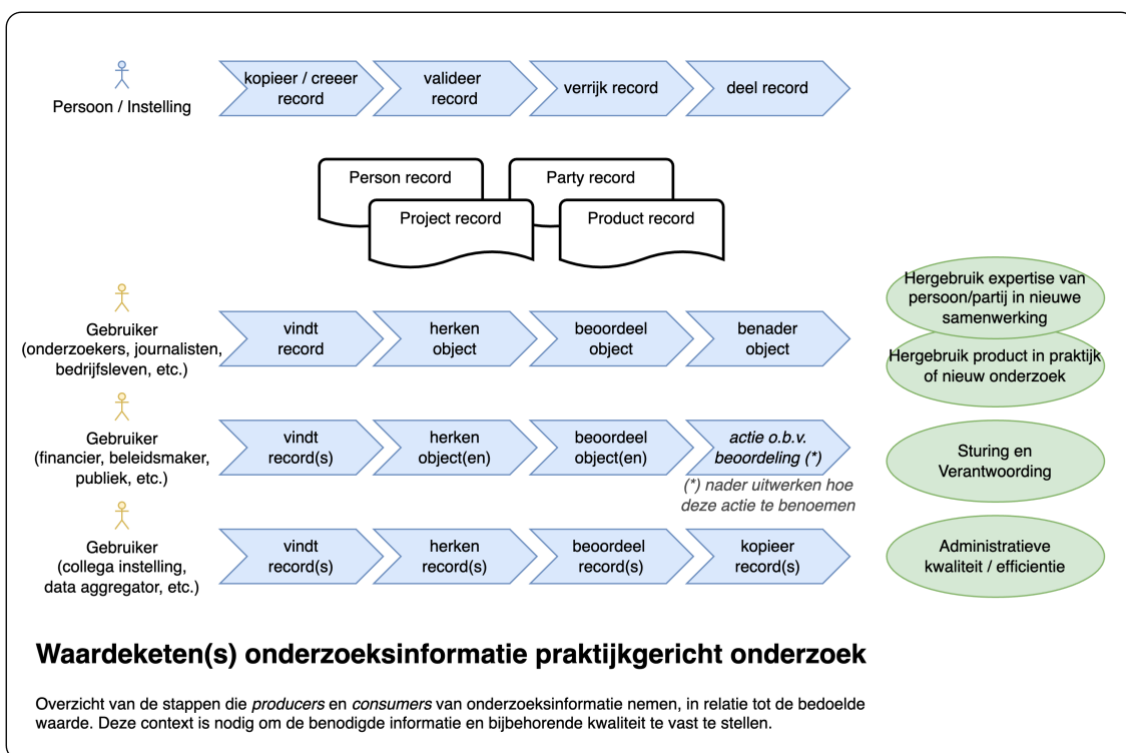 Persoon / Instelling
kopieer / creeer
record
valideer
record
verrijk record
deel record
Person record
Party record
Project record
Product record
Gebruiker
(onderzoekers, journalisten,
bedrijfsleven, etc.)
vindt
record
herken
object
beoordeel
object
benader
object
Hergebruik expertise van
persoon/partij in nieuwe
samenwerking
Hergebruik product in praktijk
of nieuw onderzoek
Gebruiker
(financier, beleidsmaker,
publiek, etc.)
vindt
record(s)
herken
object(en)
beoordeel
object(en)
actie o.b.v.
beoordeling (*)
(*) nader uitwerken hoe
deze actie te benoemen
Sturing en
Verantwoording
Gebruiker
(collega instelling,
data aggregator, etc.)
vindt
record(s)
herken
record(s)
beoordeel
record(s)
kopieer
record(s)
Administratieve
kwaliteit / efficientie
Waardeketen(s) onderzoeksinformatie praktijkgericht onderzoek
Overzicht van de stappen die producers en consumers van onderzoeksinformatie nemen, in relatie tot de bedoelde
waarde. Deze context is nodig om de benodigde informatie en bijbehorende kwaliteit te vast te stellen.